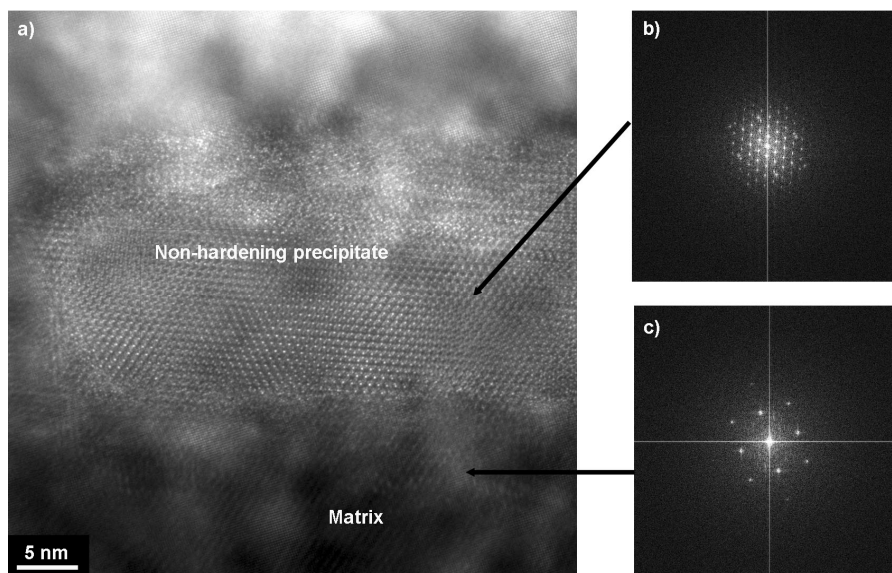 a)
Non-hardening precipitate
Matrix
5 nm
b)
c)